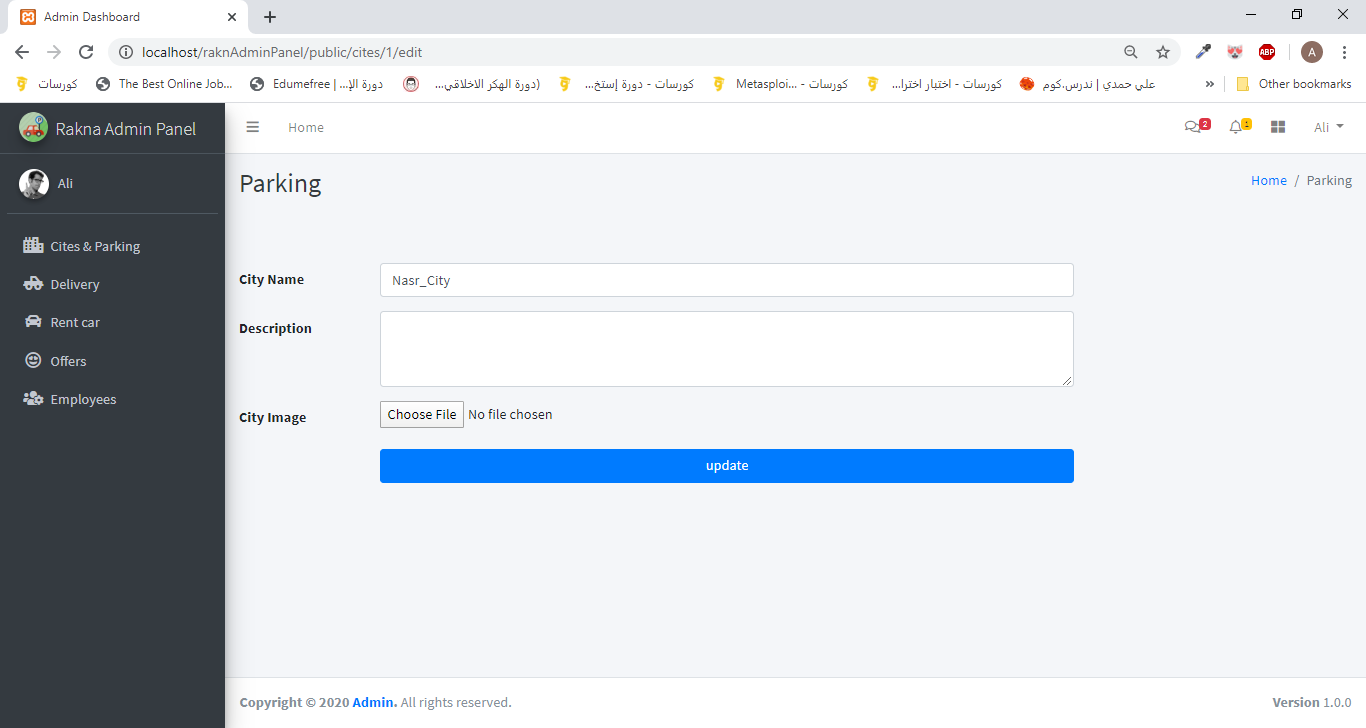 Admin Dashboard
localhost/raknAdminPanel/public/cites/1/edit
ABP
A
كورسات
The Best Online Job...
Edumefree | دورة الإ...
دورة الهكر الاخلاقي...)
كورسات - دورة إستخ...
كورسات - Metasploi...
كورسات - اختبار اخترا...
علي حمدي | ندرس.كوم
»
Other bookmarks
Rakna Admin Panel
Home
2
1
Ali
Ali
Parking
Home / Parking
Cites & Parking
Delivery
Rent car
Offers
Employees
City Name
Nasr_City
Description
City Image
Choose File No file chosen
update
Copyright © 2020 Admin. All rights reserved.
Version 1.0.0